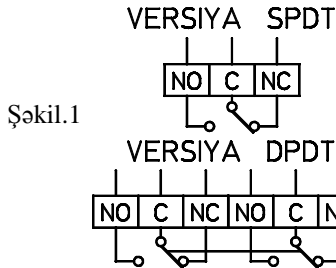 VERSIYA SPDT
NO C NC
Şəkil.1
VERSIYA DPDT
NO C NC NO C